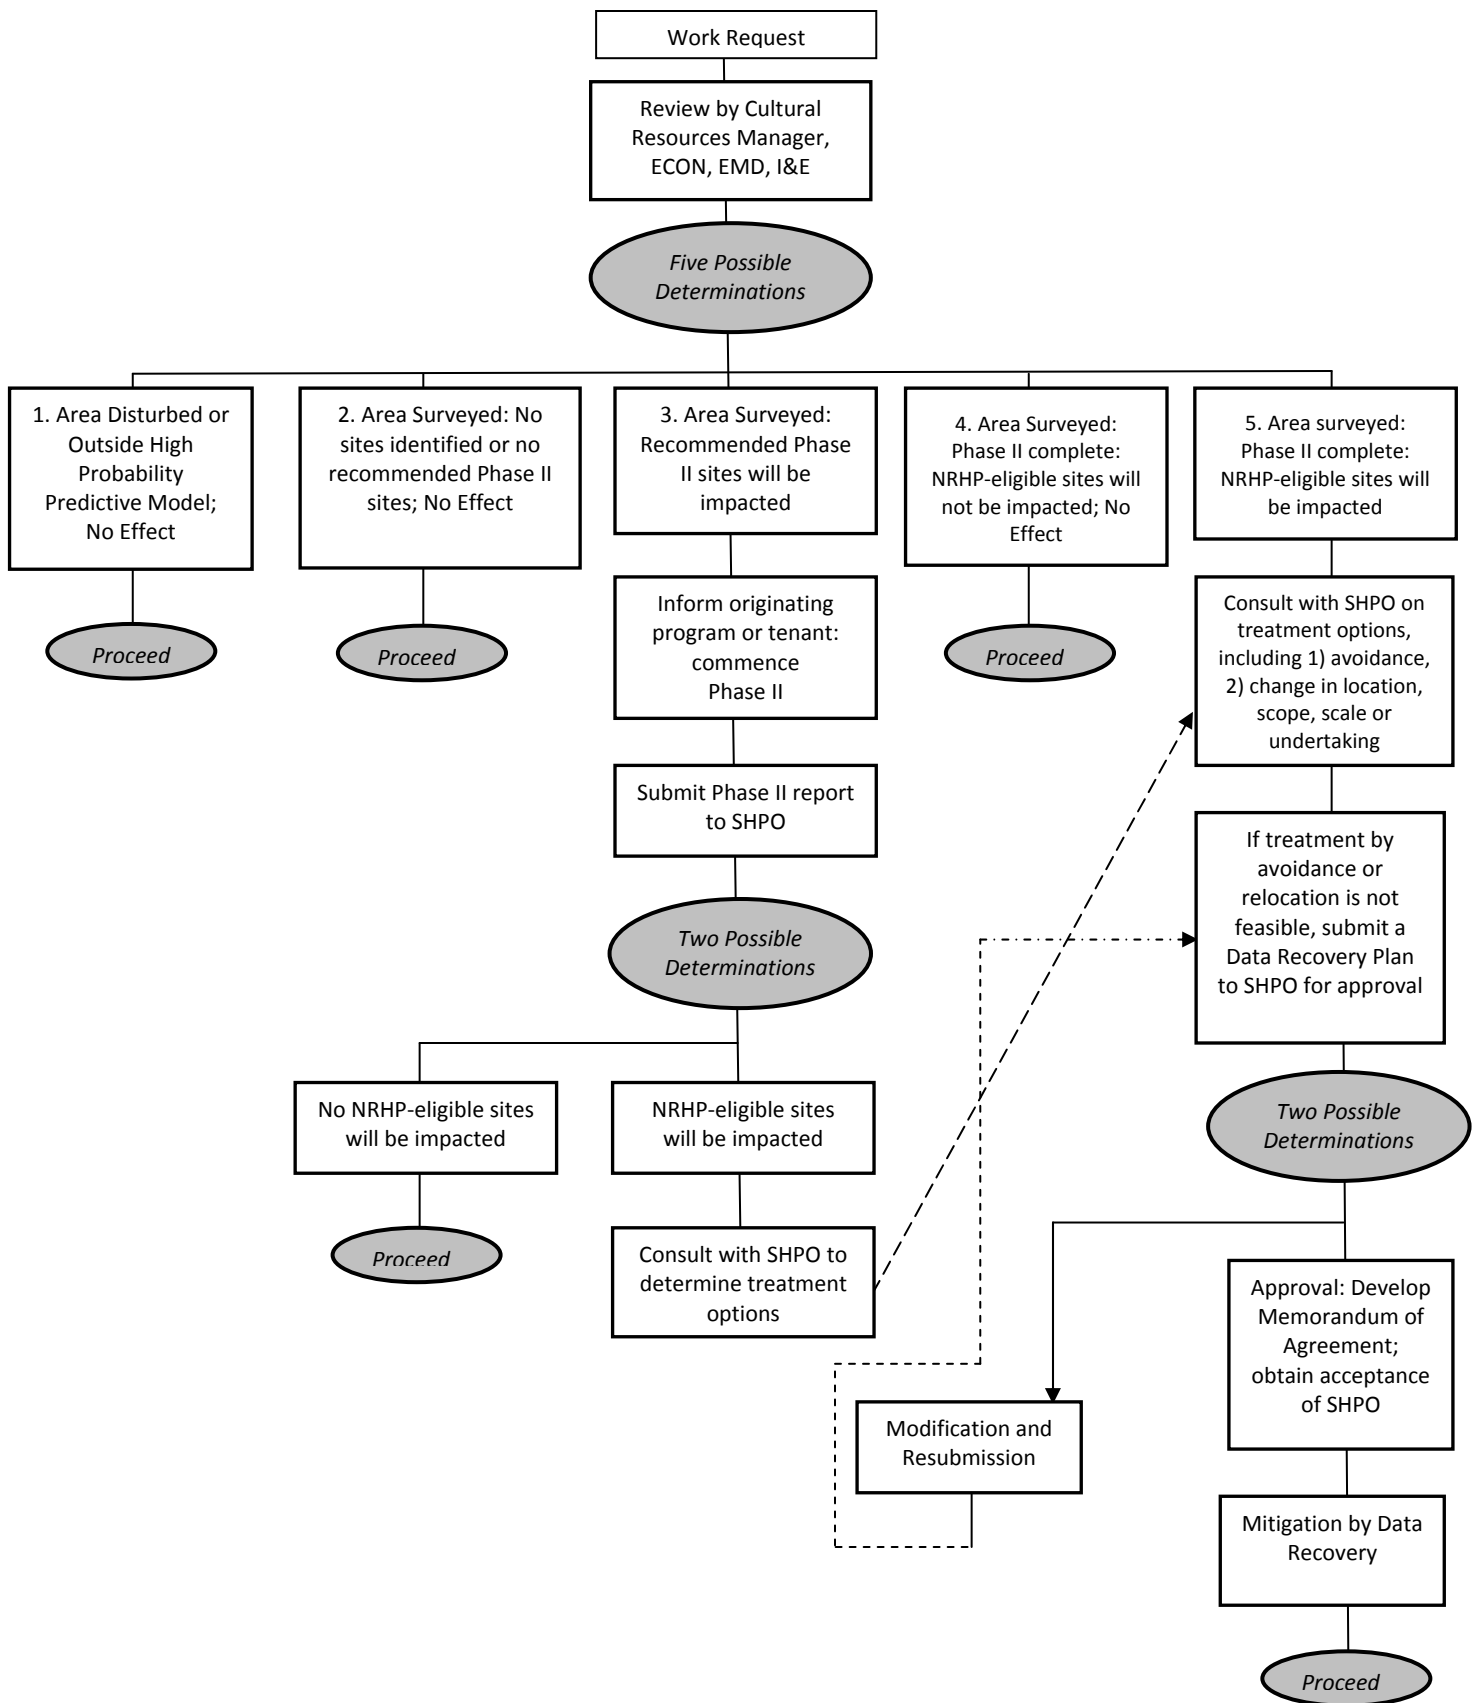 Work Request
Review by Cultural
Resources Manager,
ECON, EMD, I&E
Five Possible
Determinations
1. Area Disturbed or
Outside High
Probability
Predictive Model;
No Effect
Proceed
2. Area Surveyed: No
sites identified or no
recommended Phase II
sites; No Effect
Proceed
3. Area Surveyed:
Recommended Phase
II sites will be
impacted
Inform originating
program or tenant:
commence
Phase II
Submit Phase II report
to SHPO
Two Possible
Determinations
No NRHP-eligible sites
will be impacted
Proceed
NRHP-eligible sites
will be impacted
Consult with SHPO to
determine treatment
options
4. Area Surveyed:
Phase II complete:
NRHP-eligible sites will
not be impacted; No
Effect
Proceed
5. Area surveyed:
Phase II complete:
NRHP-eligible sites will
be impacted
Consult with SHPO on
treatment options,
including 1) avoidance,
2) change in location,
scope, scale or
undertaking
If treatment by
avoidance or
relocation is not
feasible, submit a
Data Recovery Plan
to SHPO for approval
Two Possible
Determinations
Modification and
Resubmission
Approval: Develop
Memorandum of
Agreement;
obtain acceptance
of SHPO
Mitigation by Data
Recovery
Proceed